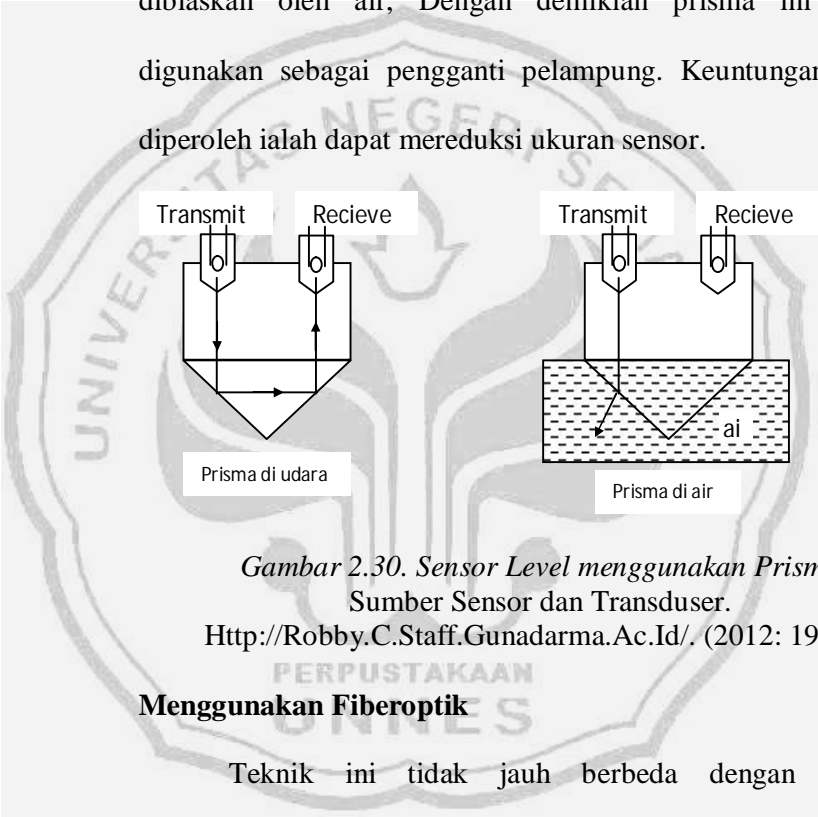 dibiaskan oleh air, Dengan demikian prisma ini
digunakan sebagai pengganti pelampung. Keuntungan
diperoleh ialah dapat mereduksi ukuran sensor.
Transmit Recieve Transmit Recieve
ai
Prisma di udara Prisma di air
Gambar 2.30. Sensor Level menggunakan Prism
Sumber Sensor dan Transduser.
Http://Robby.C.Staff.Gunadarma.Ac.Id/. (2012: 19
Menggunakan Fiberoptik
Teknik ini tidak jauh berbeda dengan
UNIVERSITAS NEGERI
PERPUSTAKAAN
UNNES